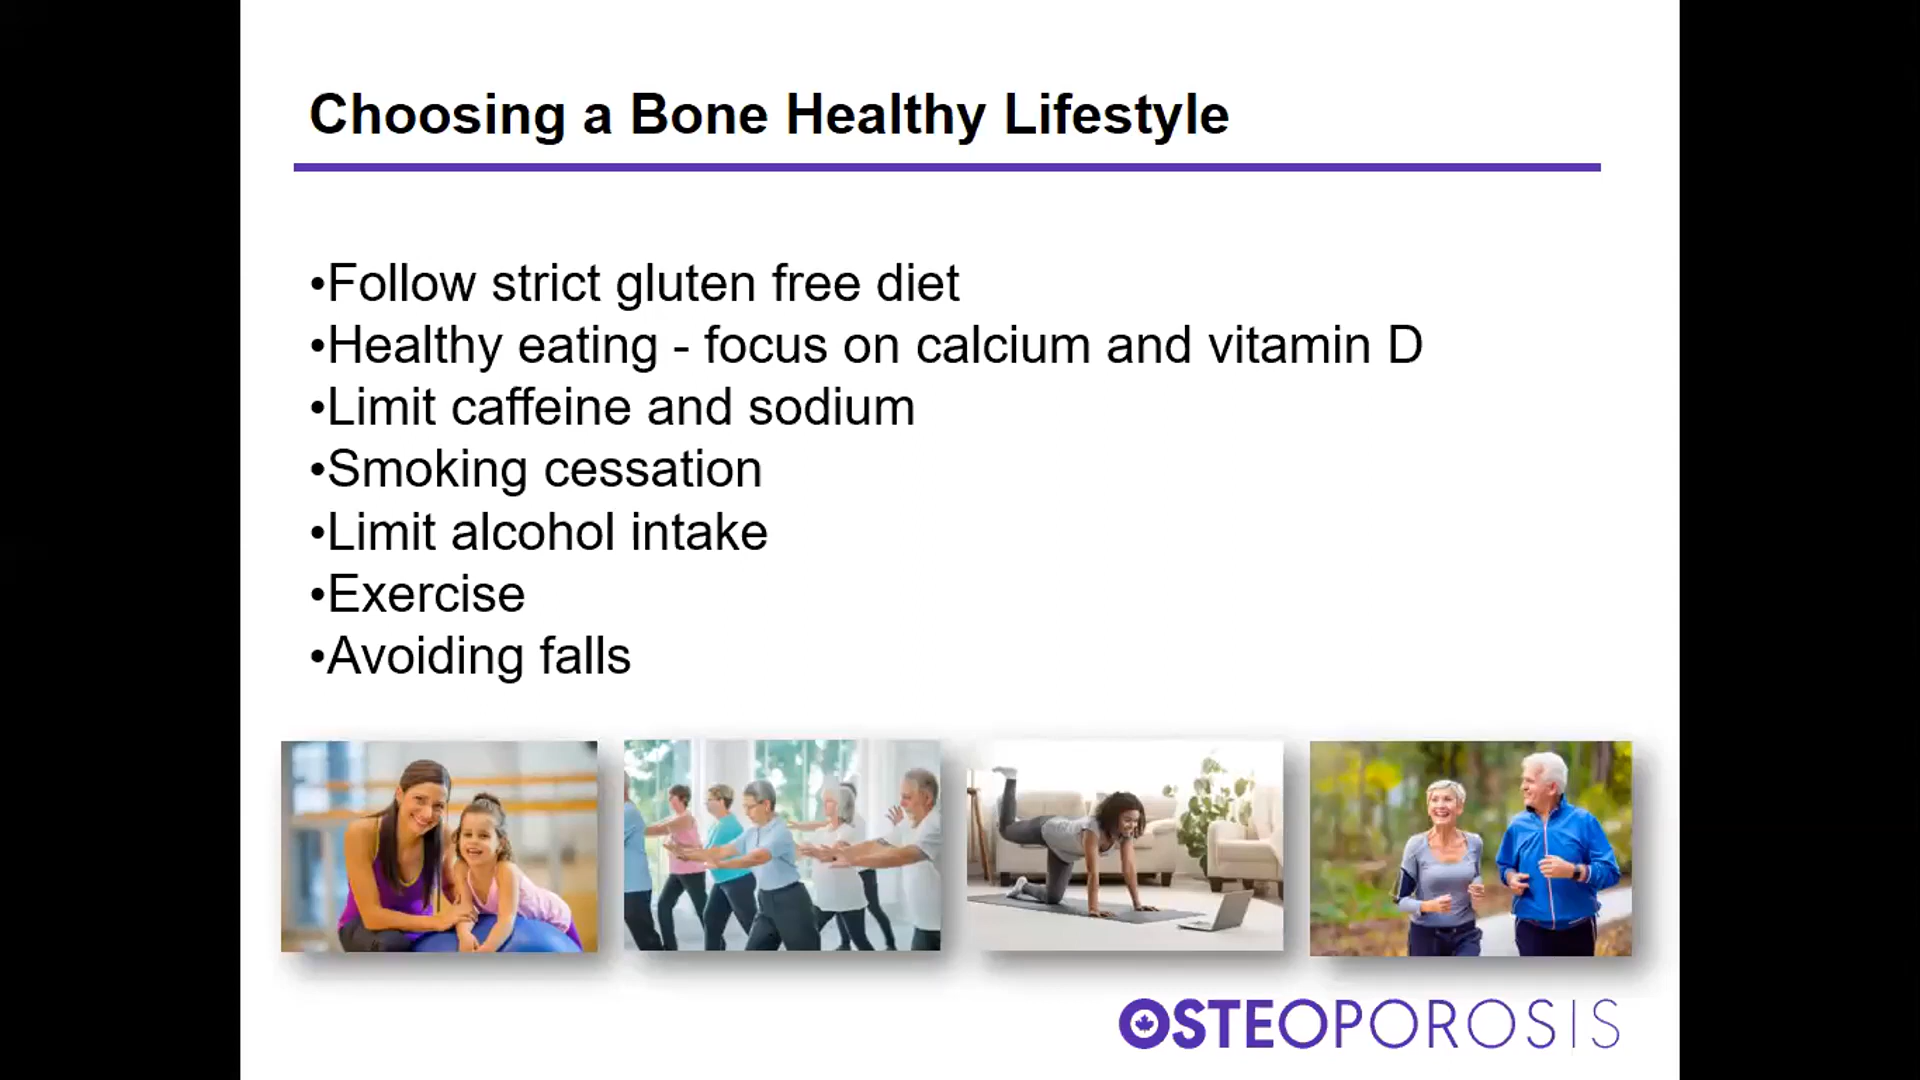 Choosing a Bone Healthy Lifestyle
•Follow strict gluten free diet
•Healthy eating - focus on calcium and vitamin D
•Limit caffeine and sodium
•Smoking cessation
•Limit alcohol intake
•Exercise
•Avoiding falls
OSTEOPOROSIS